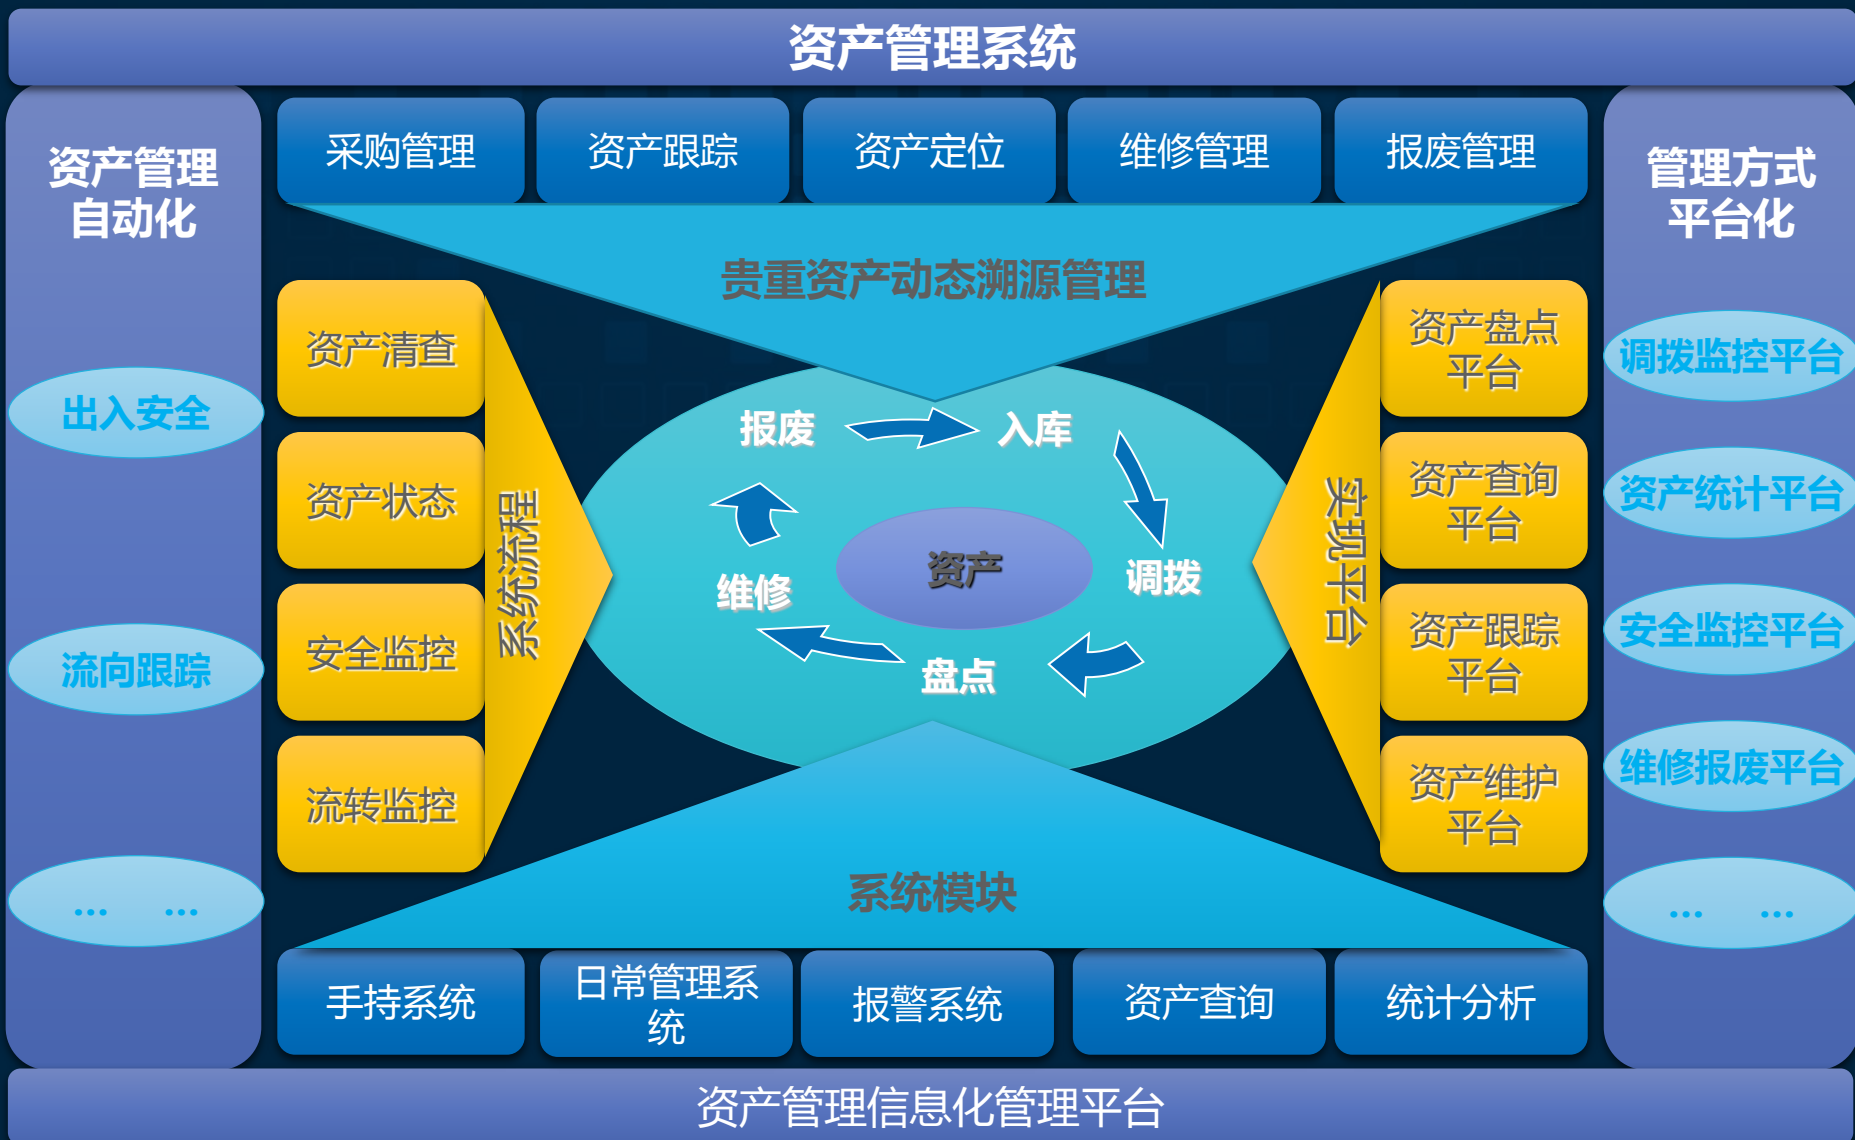 资产管理系统
资产管理
自动化
出入安全
流向跟踪
... ...
采购管理
资产跟踪
资产定位
维修管理
报废管理
贵重资产动态溯源管理
资产清查
资产状态
安全监控
流转监控
系统流程
报废
入库
调拨
盘点
维修
资产
实现平台
资产盘点
平台
资产查询
平台
资产跟踪
平台
资产维护
平台
系统模块
手持系统
日常管理系
统
报警系统
资产查询
统计分析
管理方式
平台化
调拨监控平台
资产统计平台
安全监控平台
维修报废平台
... ...
资产管理信息化管理平台